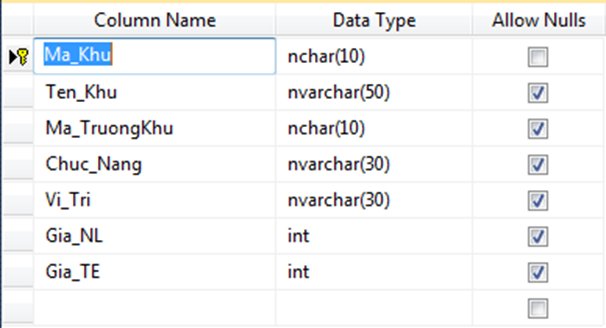 Column Name Data Type Allow Nulls
Ma_Khu nchar(10)
Ten_Khu nvarchar(50)
Ma_TruongKhu nchar(10)
Chuc_Nang nvarchar(30)
Vi_Tri nvarchar(30)
Gia_NL int
Gia_TE int